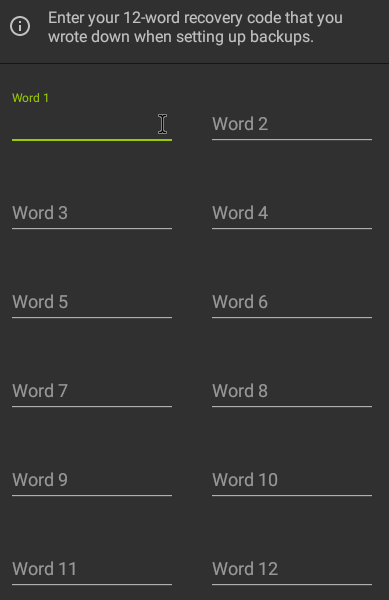 Enter your 12-word recovery code that you
wrote down when setting up backups.
Word 1
Word 2
Word 3
Word 4
Word 5
Word 6
Word 7
Word 8
Word 9
Word 10
Word 11
Word 12